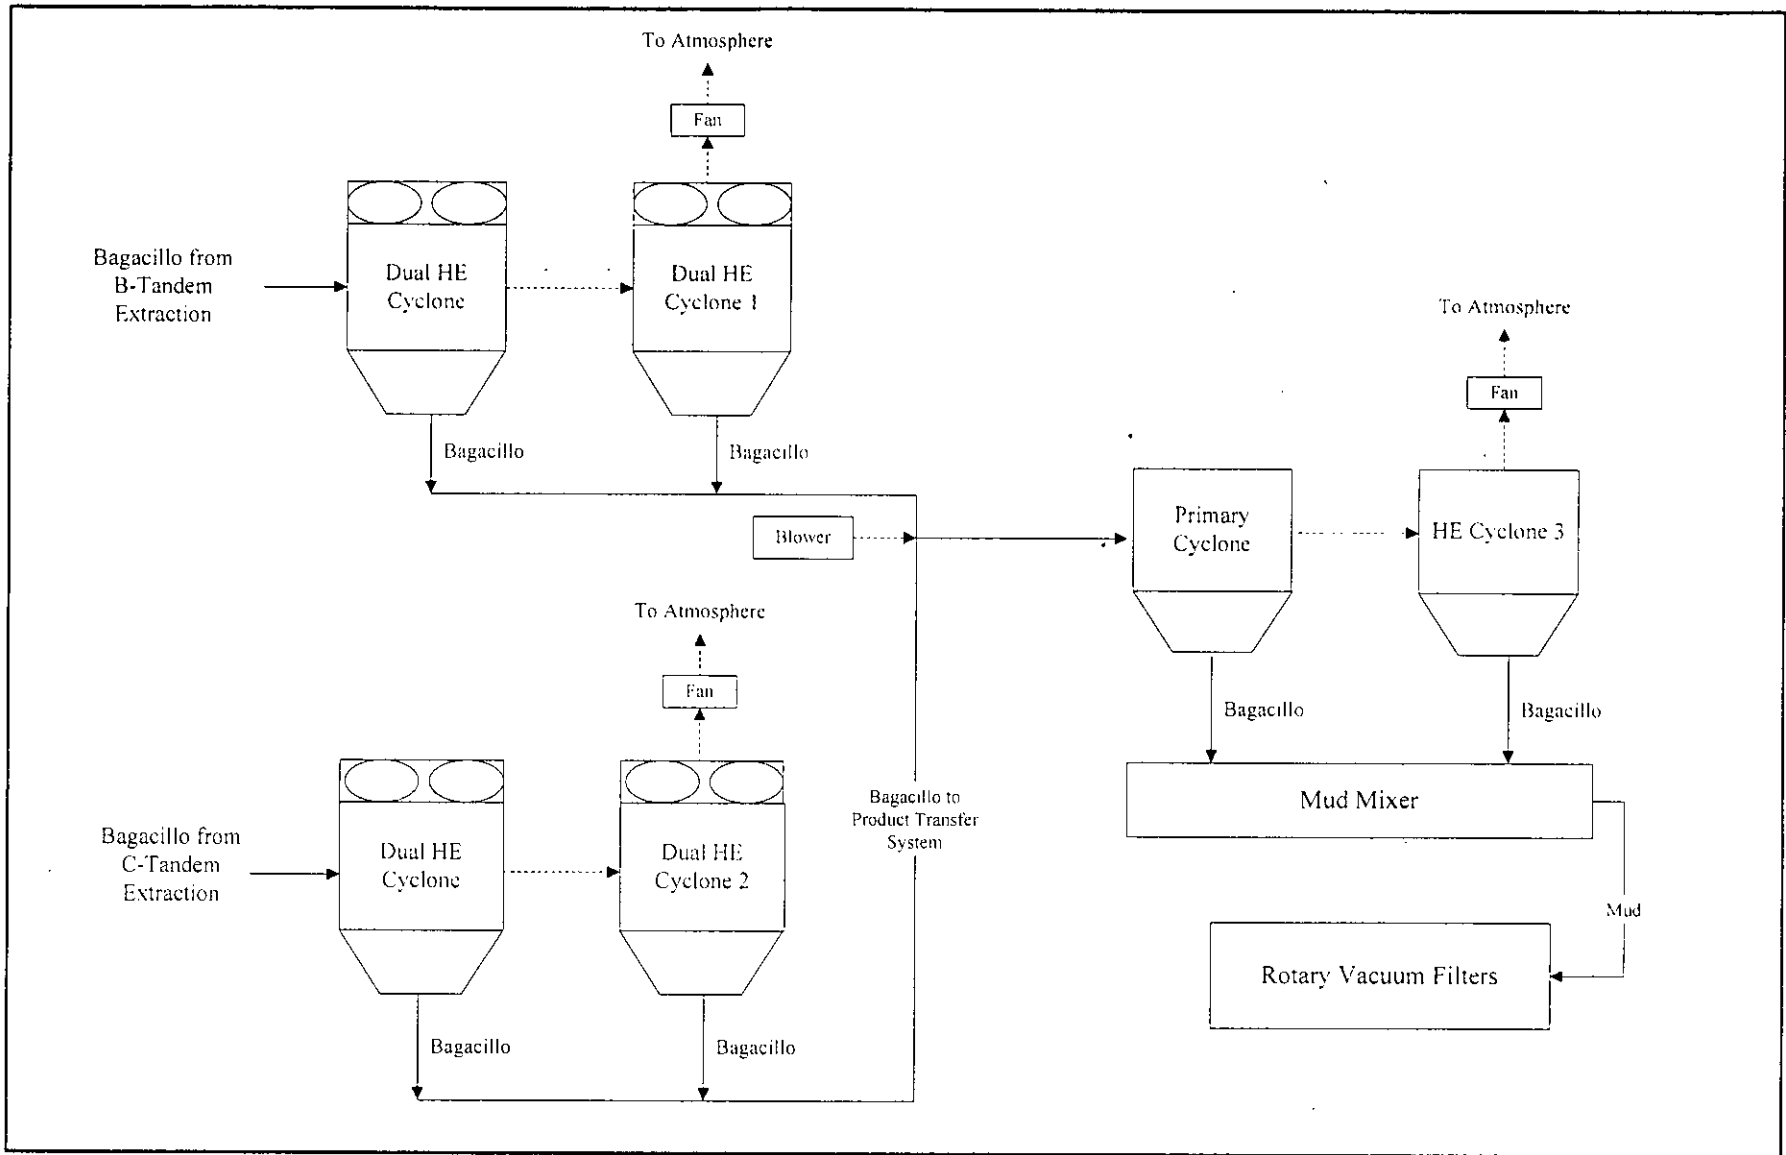 To Atmosphere
Fan
Bagacillo from
B-Tandem
Extraction
Dual HE
Cyclone
Dual HE
Cyclone 1
Bagacillo
Bagacillo
To Atmosphere
Fan
Blower
Primary
Cyclone
HE Cyclone 3
To Atmosphere
Fan
Bagacillo
Bagacillo
Bagacillo from
C-Tandem
Extraction
Dual HE
Cyclone
Dual HE
Cyclone 2
Bagacillo to
Product Transfer
System
Mud Mixer
Mud
Rotary Vacuum Filters
Bagacillo
Bagacillo